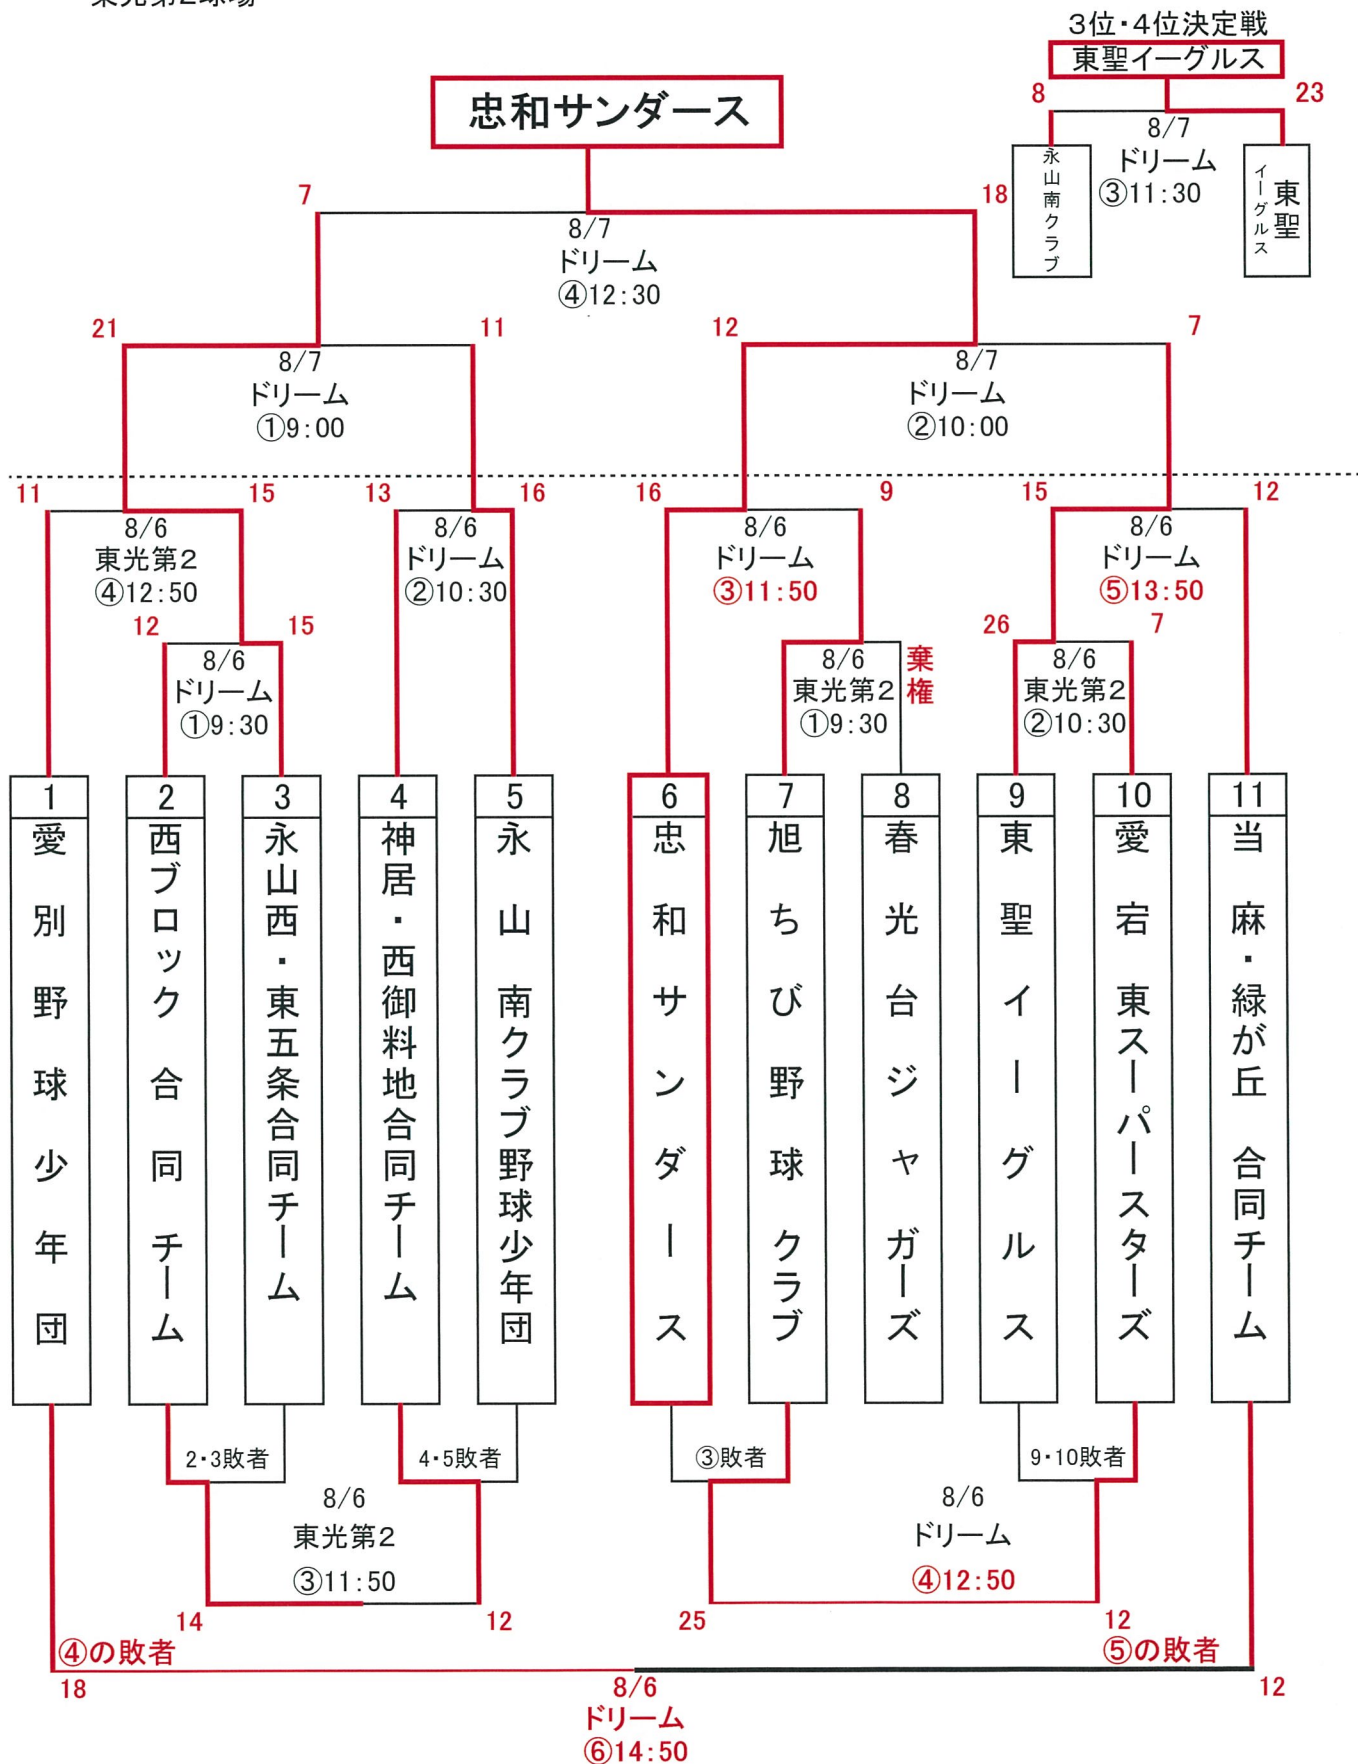 3位・4位決定戦
東聖イーグルス
忠和サンダース
8
23
8/7
ドリーム
③11:30
永山南クラブ
東聖イーグルス
7
18
8/7
ドリーム
④12:30
21
11
8/7
ドリーム
①9:00
12
7
8/7
ドリーム
②10:00
11
15
8/6
東光第2
④12:50
13
16
8/6
ドリーム
②10:30
16
9
8/6
ドリーム
③11:50
15
12
8/6
ドリーム
⑤13:50
12
15
8/6
ドリーム
①9:30
8/6
東光第2
①9:30
棄権
26
7
8/6
東光第2
②10:30
1
愛別野球少年団
2
西ブロック合同チーム
3
永山西・東五条合同チーム
4
神居・西御料地合同チーム
5
永山南クラブ野球少年団
6
忠和サンダース
7
旭ちび野球クラブ
8
春光台ジャガーズ
9
東聖イーグルス
10
愛宕東スーパースターズ
11
当麻・緑が丘 合同チーム
2・3敗者
4・5敗者
③敗者
9・10敗者
8/6
東光第2
③11:50
14
12
8/6
ドリーム
④12:50
25
12
④の敗者
⑤の敗者
18
12
8/6
ドリーム
⑥14:50